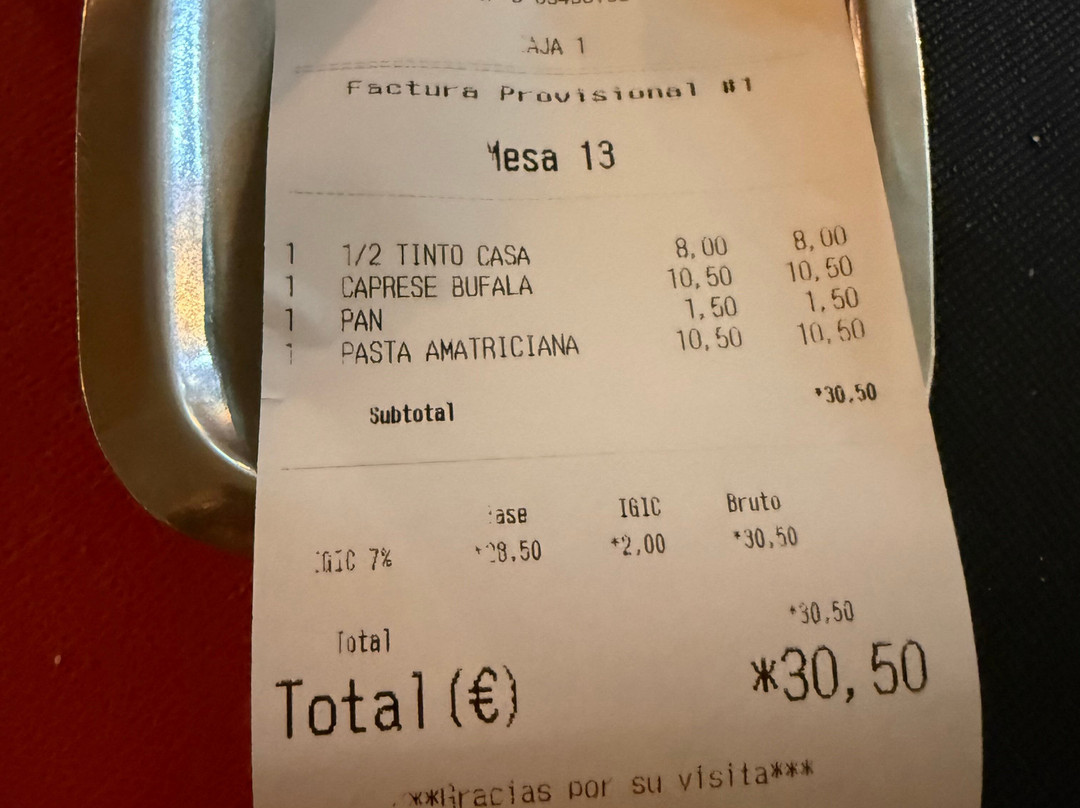 AJA 1
Factura Provisional #1
Mesa 13
1 1/2 TINTO CASA 8,00 8,00
1 CAPRESE BUFALA 10,50 10,50
1 PAN 1,50 1,50
1 PASTA AMATRICIANA 10,50 10,50
Subtotal *30,50
ase IGIC Bruto
IGIC 7% *28,50 *2,00 *30,50
Total *30,50
Total(€) *30,50
**Gracias por su visita***